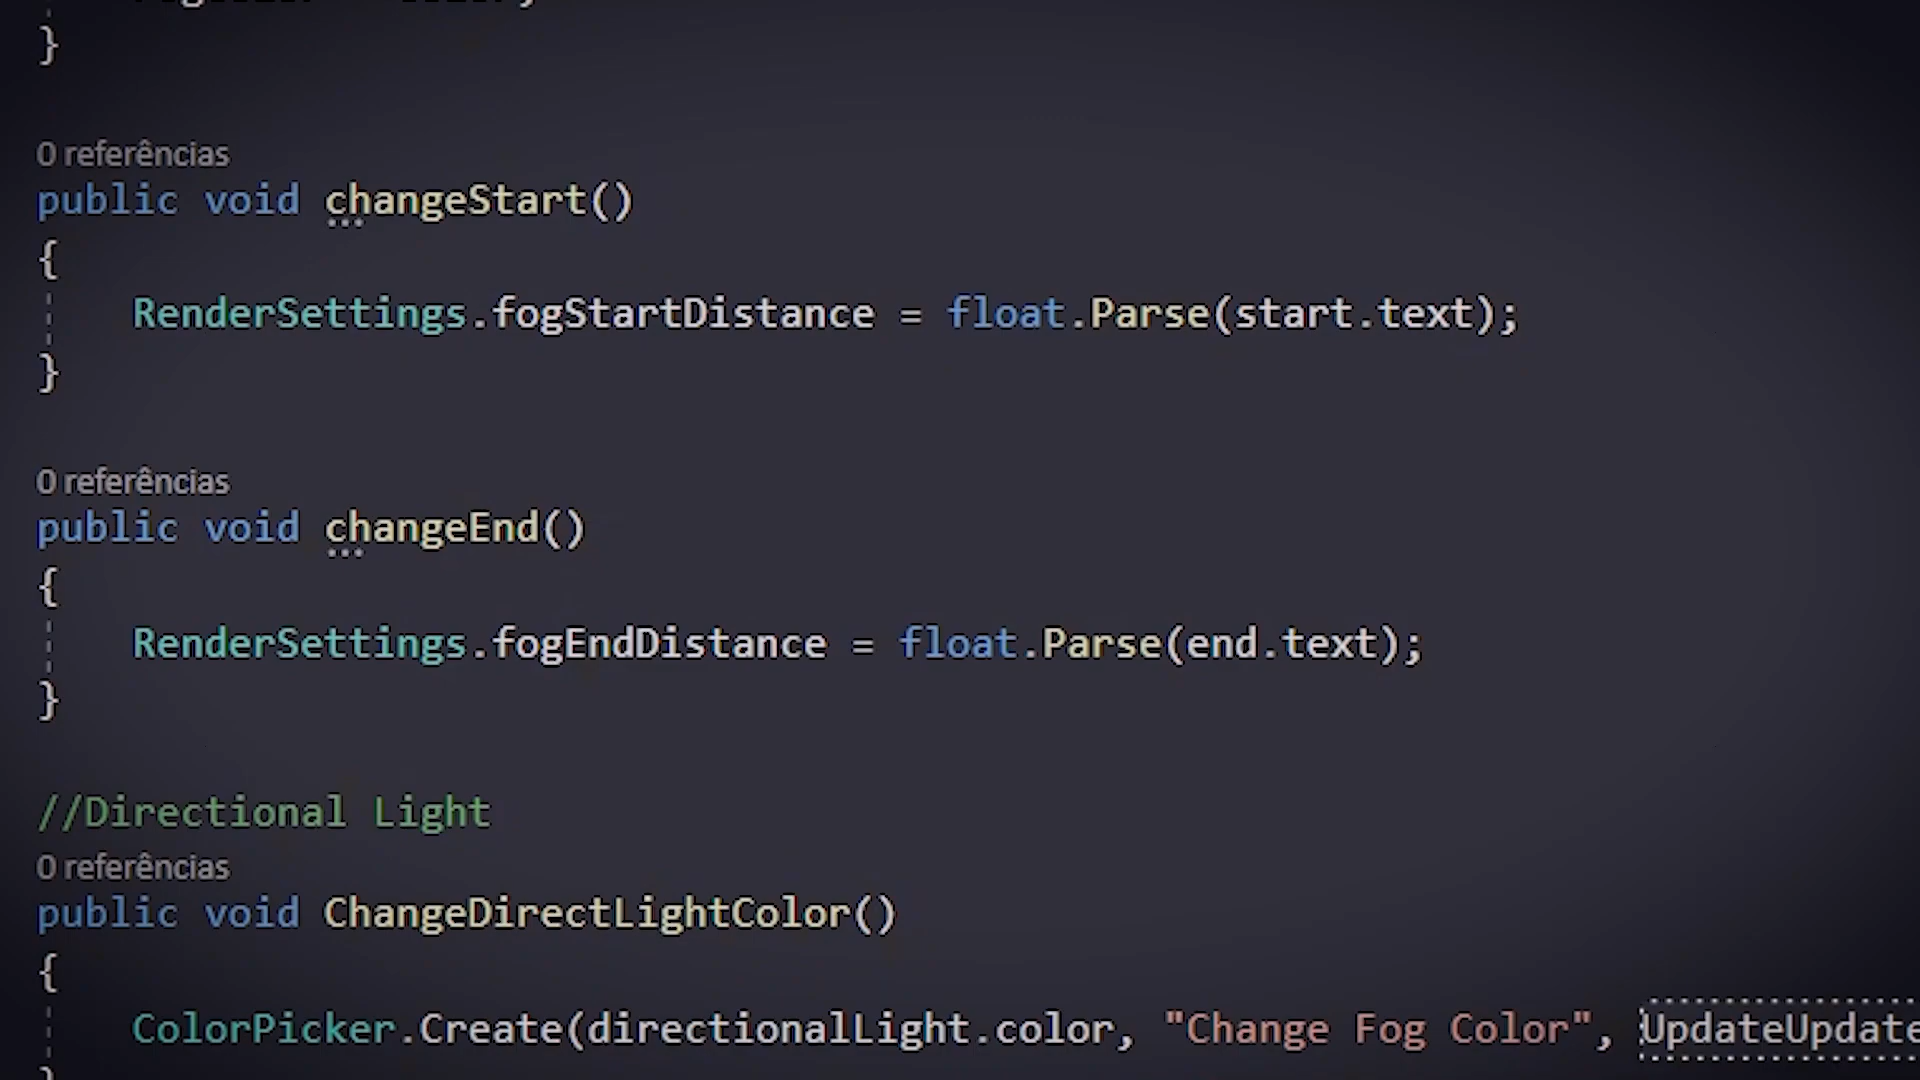 }
0 referências
public void changeStart()
{
RenderSettings.fogStartDistance = float.Parse(start.text);
}
0 referências
public void changeEnd()
{
RenderSettings.fogEndDistance = float.Parse(end.text);
}
//Directional Light
0 referências
public void ChangeDirectLightColor()
{
ColorPicker.Create(directionalLight.color, "Change Fog Color", UpdateUpdate